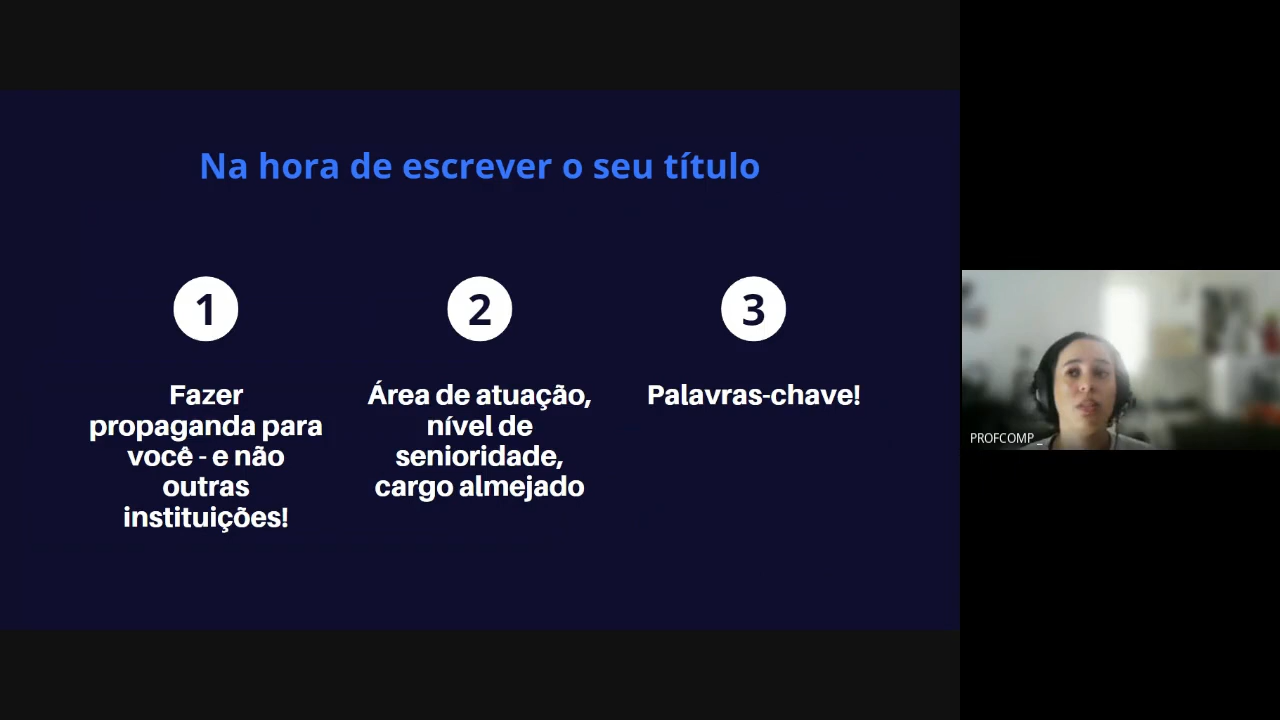 Na hora de escrever o seu título
1
Fazer
propaganda para
você - e não
outras
instituições!
2
Área de atuação,
nível de
senioridade,
cargo almejado
3
Palavras-chave!
PROFCOMP _